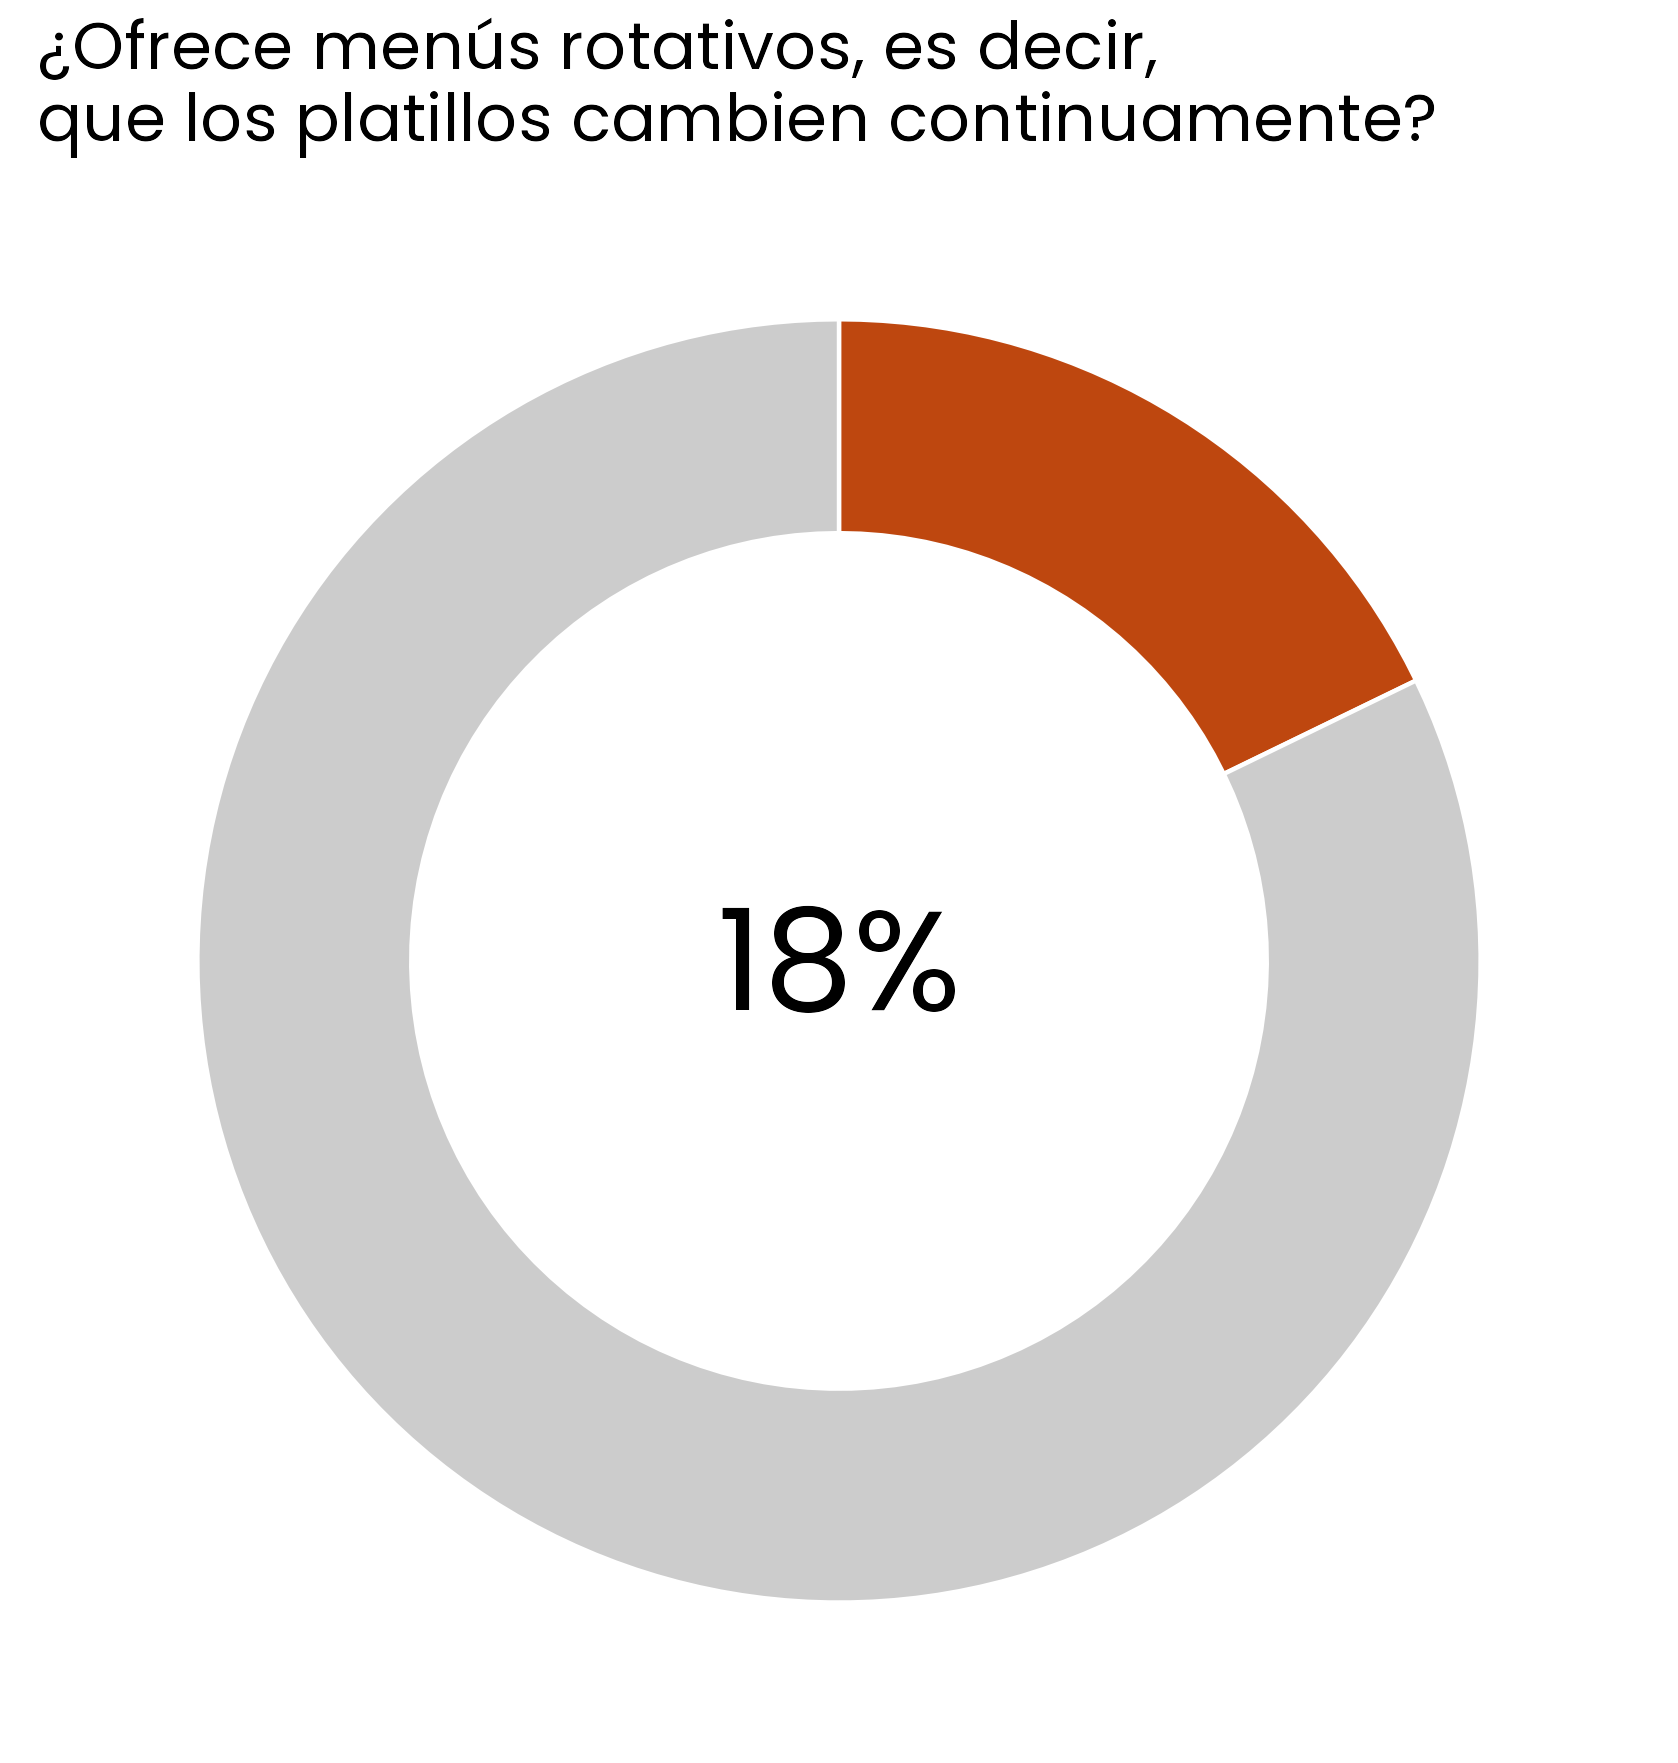 ¿Ofrece menús rotativos, es decir,
que los platillos cambien continuamente?
18%